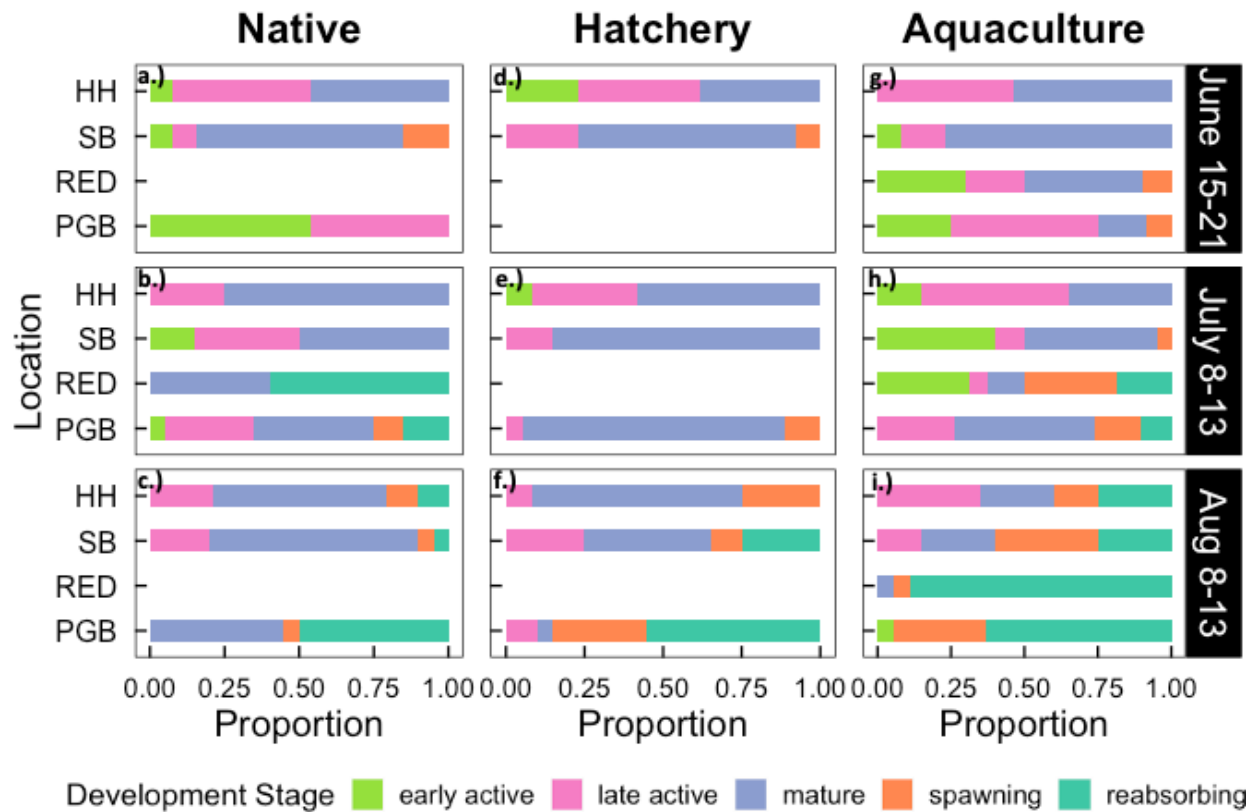 Native Hatchery Aquaculture
a.) d.) g.)
HH
SB
RED
PGB
June 15-21
b.) e.) h.)
HH
SB
RED
PGB
July 8-13
c.) f.) i.)
HH
SB
RED
PGB
Aug 8-13
Location
0.00 0.25 0.50 0.75 1.00 0.00 0.25 0.50 0.75 1.00 0.00 0.25 0.50 0.75 1.00
Proportion Proportion Proportion
Development Stage early active late active mature spawning reabsorbing